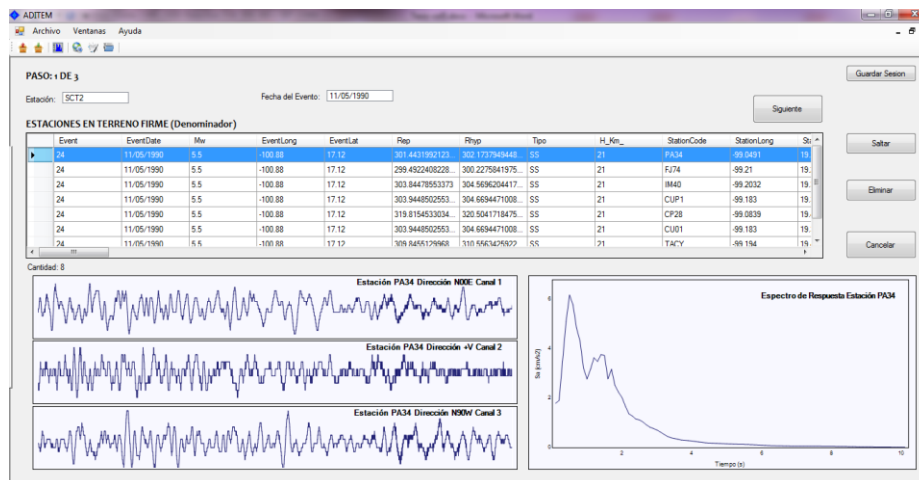 ADITEM
Archivo Ventanas Ayuda
PASO: 1 DE 3
Guardar Sesion
Estación: SCT2 Fecha del Evento: 11/05/1990
Siguiente
ESTACIONES EN TERRENO FIRME (Denominador)
Event EventDate Mw EventLong EventLat Rep Rhyp Tipo H_Km_ StationCode StationLong Sta
24 11/05/1990 5.5 -100.88 17.12 301.4431992123... 302.1737949448... SS 21 PA34 -99.0491 19.
24 11/05/1990 5.5 -100.88 17.12 299.4922408228... 300.2275841975... SS 21 FJ74 -99.21 19.
24 11/05/1990 5.5 -100.88 17.12 303.84478553373 304.5696204417... SS 21 IM40 -99.2032 19.
24 11/05/1990 5.5 -100.88 17.12 303.9448502553... 304.6694471008... SS 21 CUP1 -99.183 19.
24 11/05/1990 5.5 -100.88 17.12 319.8154533034... 320.5041718475... SS 21 CP28 -99.0839 19.
24 11/05/1990 5.5 -100.88 17.12 303.9448502553... 304.6694471008... SS 21 CU01 -99.183 19.
24 11/05/1990 5.5 -100.88 17.12 309.8455129968 310.5563425922 SS 21 TACY -99.194 19.
Saltar
Eliminar
Cancelar
Cantidad: 8
Estación PA34 Dirección N00E Canal 1
Estación PA34 Dirección +V Canal 2
Estación PA34 Dirección N90W Canal 3
Espectro de Respuesta Estación PA34
6
4
2
0
Sa (cm/s2)
2 4 6 8 10
Tiempo (s)